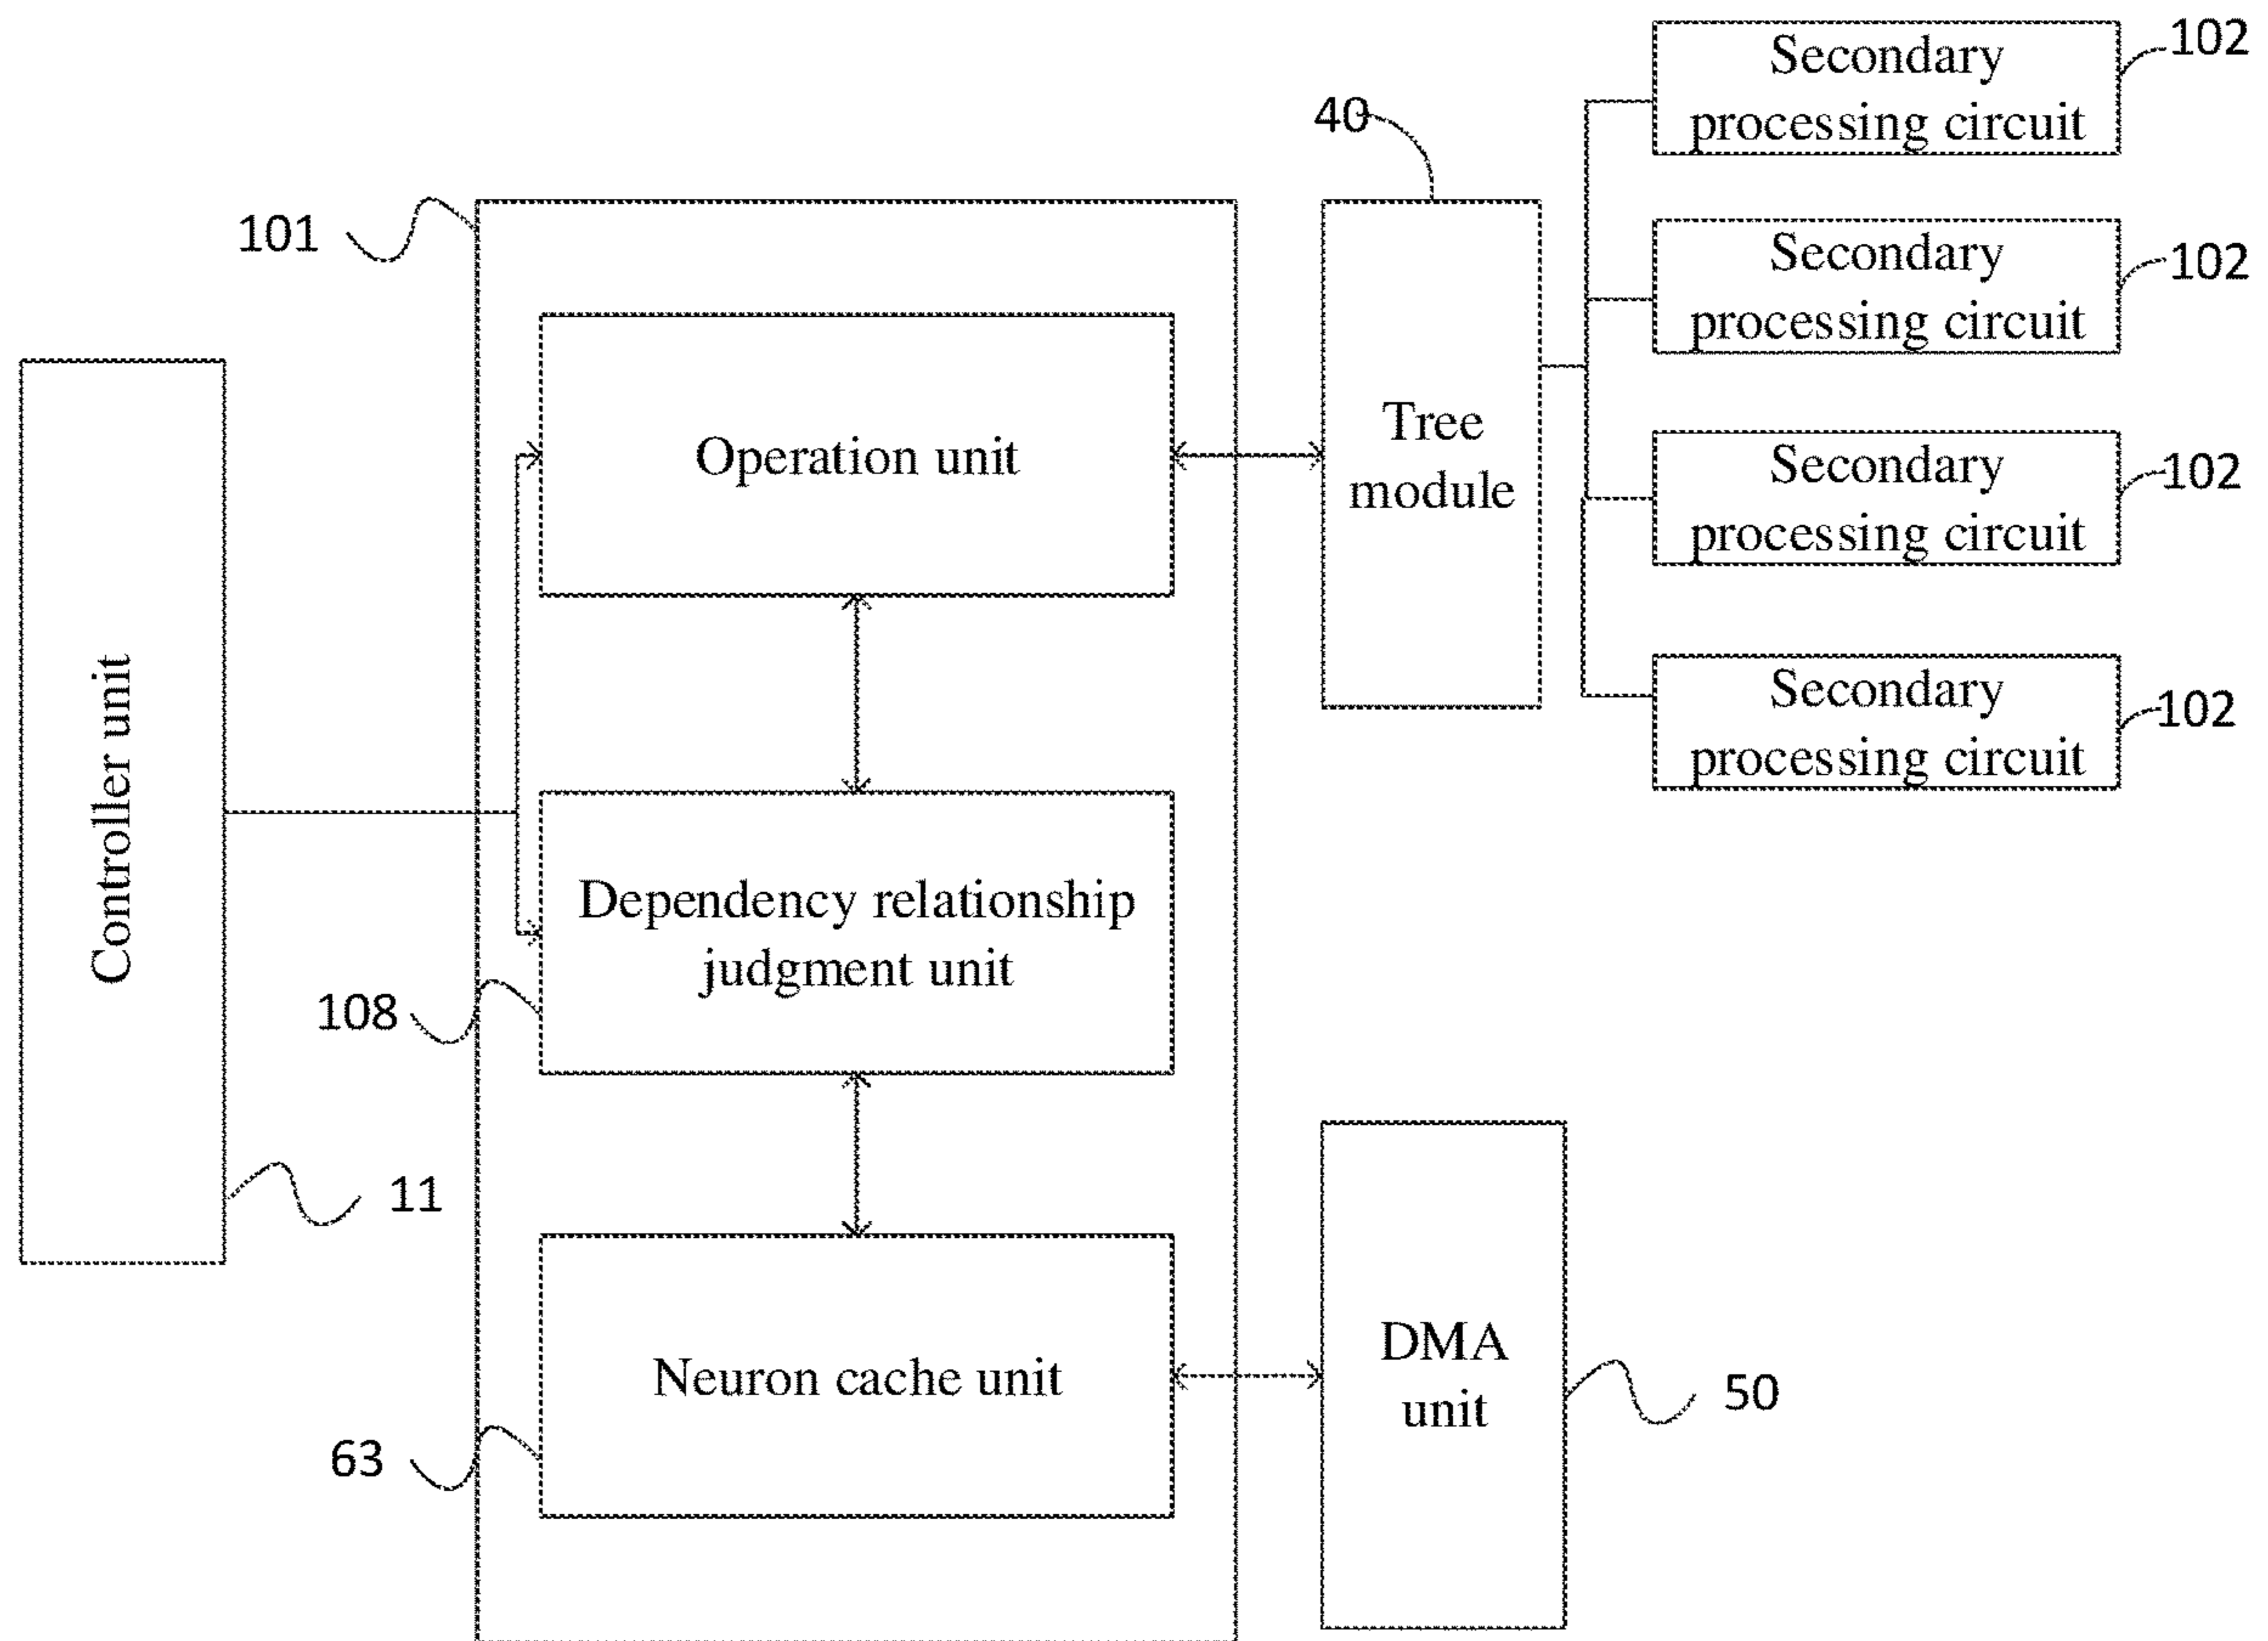 Secondary
processing circuit
102
40
Secondary
processing circuit
102
101
Operation unit
Tree
module
Secondary
processing circuit
102
Secondary
processing circuit
102
Controller unit
Dependency relationship
judgment unit
108
11
Neuron cache unit
DMA
unit
50
63